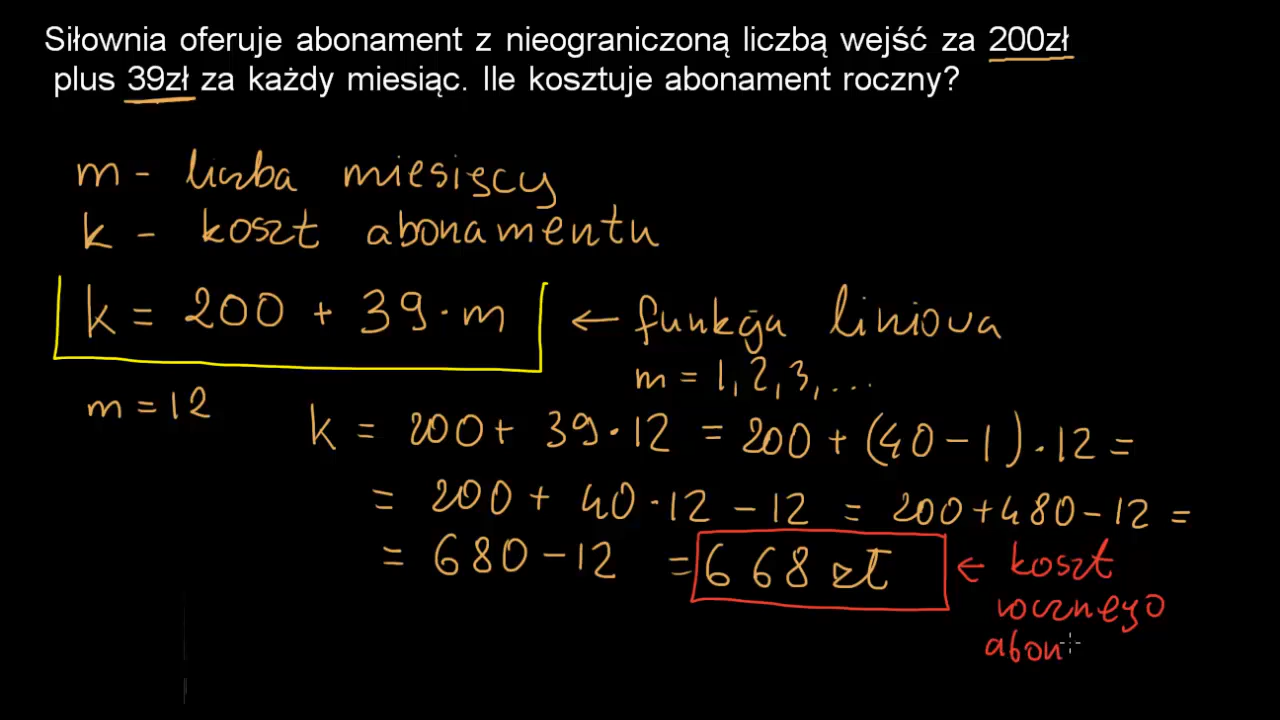 Siłownia oferuje abonament z nieograniczoną liczbą wejść za 200zł
plus 39zł za każdy miesiąc. Ile kosztuje abonament roczny?
m - liczba miesięcy
k - koszt abonamentu
k = 200 + 39 · m ← funkcja liniowa
m = 1, 2, 3, ...
m = 12
k = 200 + 39 · 12 = 200 + (40 - 1) · 12 =
= 200 + 40 · 12 - 12 = 200 + 480 - 12 =
= 680 - 12 = 668 zł ← koszt
rocznego
abon